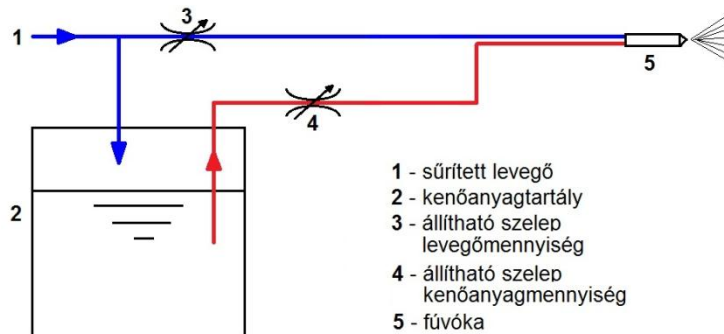 3
1
5
4
2
1 - sűrített levegő
2 - kenőanyagtartály
3 - állítható szelep
levegőmennyiség
4 - állítható szelep
kenőanyagmennyiség
5 - fúvóka